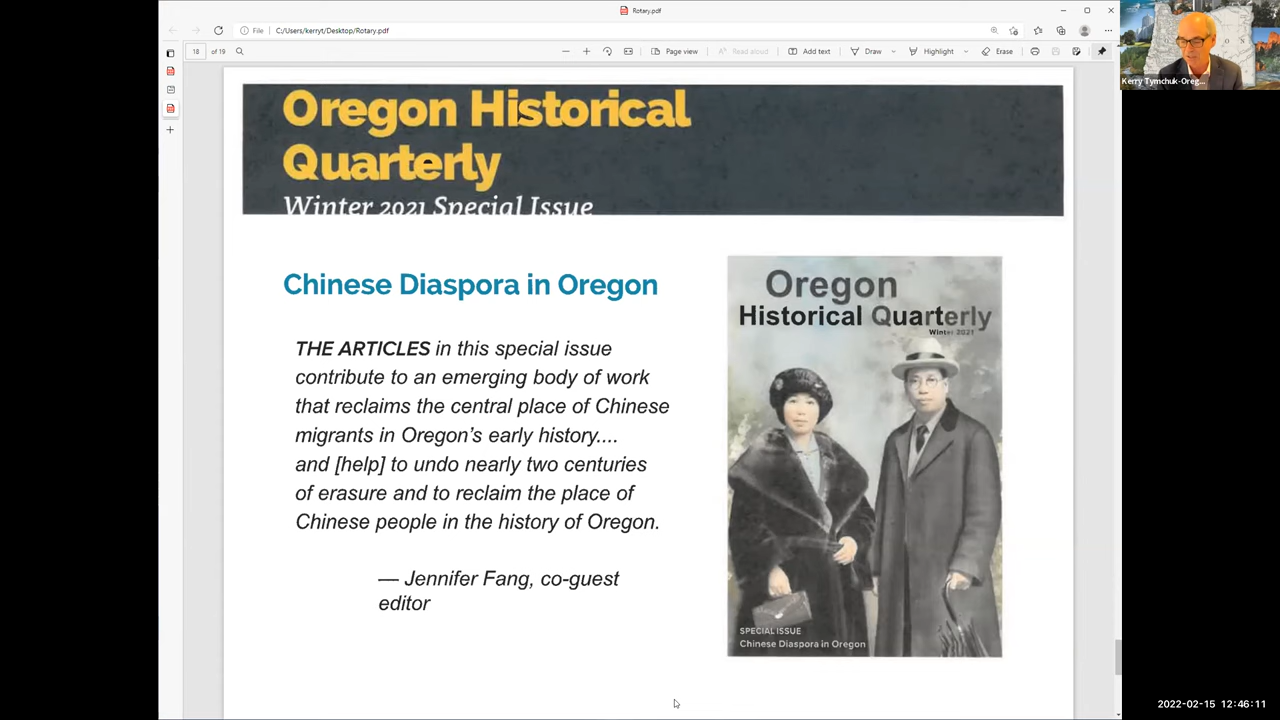 Rotary.pdf
File
C:/Users/kerryt/Desktop/Rotary.pdf
18 of 19
Page view
Read aloud
Add text
Draw
Highlight
Erase
Kerry Tymchuk-Oreg...
Oregon Historical
Quarterly
Winter 2021 Special Issue
Chinese Diaspora in Oregon
THE ARTICLES in this special issue
contribute to an emerging body of work
that reclaims the central place of Chinese
migrants in Oregon's early history....
and [help] to undo nearly two centuries
of erasure and to reclaim the place of
Chinese people in the history of Oregon.
— Jennifer Fang, co-guest
editor
Oregon
Historical Quarterly
Winter 2021
SPECIAL ISSUE
Chinese Diaspora in Oregon
2022-02-15 12:46:11